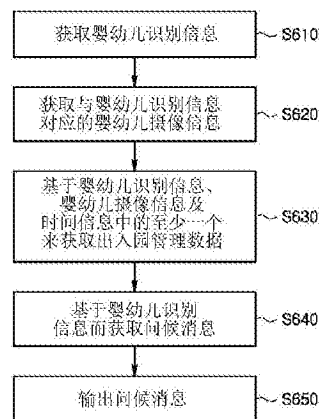 获取婴幼儿识别信息
S610
获取与婴幼儿识别信息
对应的婴幼儿摄像信息
S620
基于婴幼儿识别信息、
婴幼儿摄像信息及
时间信息中的至少一个
来获取出入园管理数据
S630
基于婴幼儿识别
信息而获取问候消息
S640
输出问候消息
S650